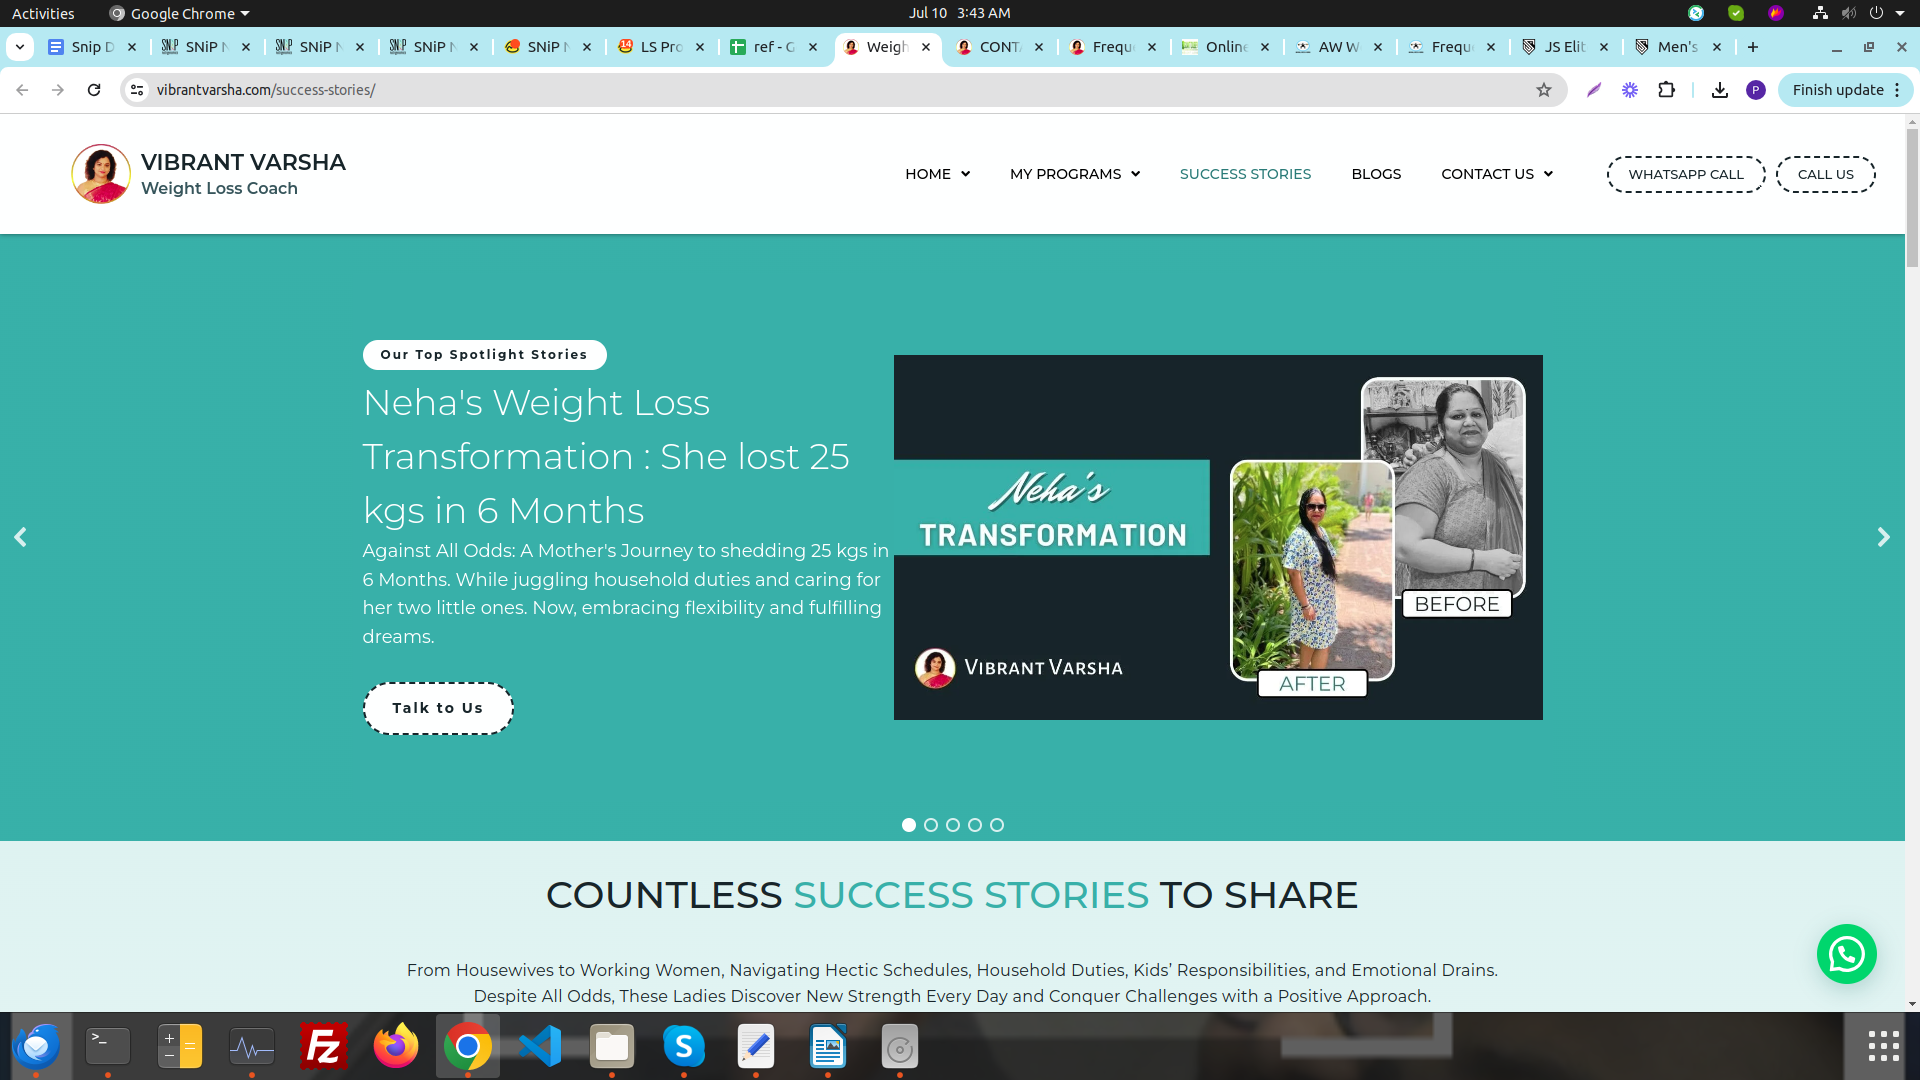 Activities
Google Chrome
Jul 10 3:43 AM
Snip D
SNiP N
SNiP N
SNiP N
SNiP N
LS Pro
ref - G
Weigh
CONTA
Frequ
Online
AW W
Frequ
JS Elit
Men's
vibrantvarsha.com/success-stories/
P
Finish update
VIBRANT VARSHA
Weight Loss Coach
HOME
MY PROGRAMS
SUCCESS STORIES
BLOGS
CONTACT US
WHATSAPP CALL
CALL US
Our Top Spotlight Stories
Neha's Weight Loss
Transformation : She lost 25
kgs in 6 Months
Against All Odds: A Mother's Journey to shedding 25 kgs in
6 Months. While juggling household duties and caring for
her two little ones. Now, embracing flexibility and fulfilling
dreams.
Talk to Us
Neha's
TRANSFORMATION
VIBRANT VARSHA
BEFORE
AFTER
COUNTLESS SUCCESS STORIES TO SHARE
From Housewives to Working Women, Navigating Hectic Schedules, Household Duties, Kids’ Responsibilities, and Emotional Drains.
Despite All Odds, These Ladies Discover New Strength Every Day and Conquer Challenges with a Positive Approach.